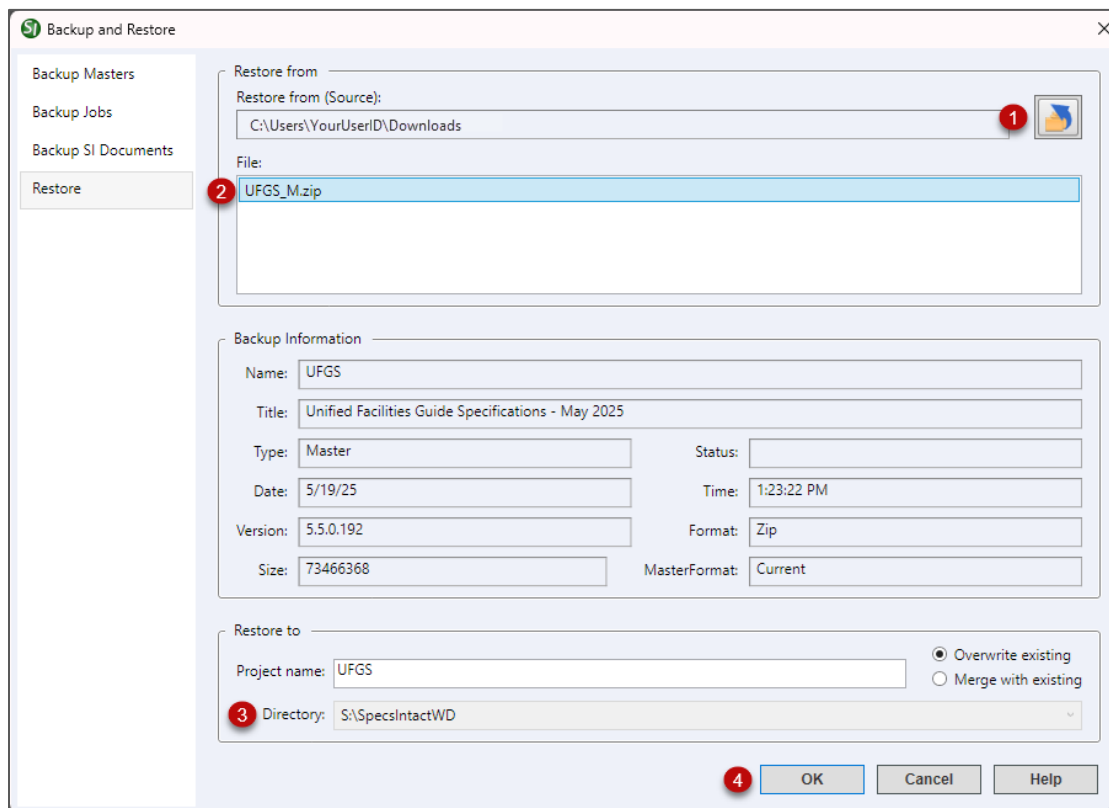 SI Backup and Restore
Backup Masters
Backup Jobs
Backup SI Documents
Restore
Restore from
Restore from (Source):
C:\Users\YourUserID\Downloads
1
File:
2 UFGS_M.zip
Backup Information
Name: UFGS
Title: Unified Facilities Guide Specifications - May 2025
Type: Master Status:
Date: 5/19/25 Time: 1:23:22 PM
Version: 5.5.0.192 Format: Zip
Size: 73466368 MasterFormat: Current
Restore to
Project name: UFGS
Overwrite existing
Merge with existing
3 Directory: S:\SpecsIntactWD
4 OK Cancel Help